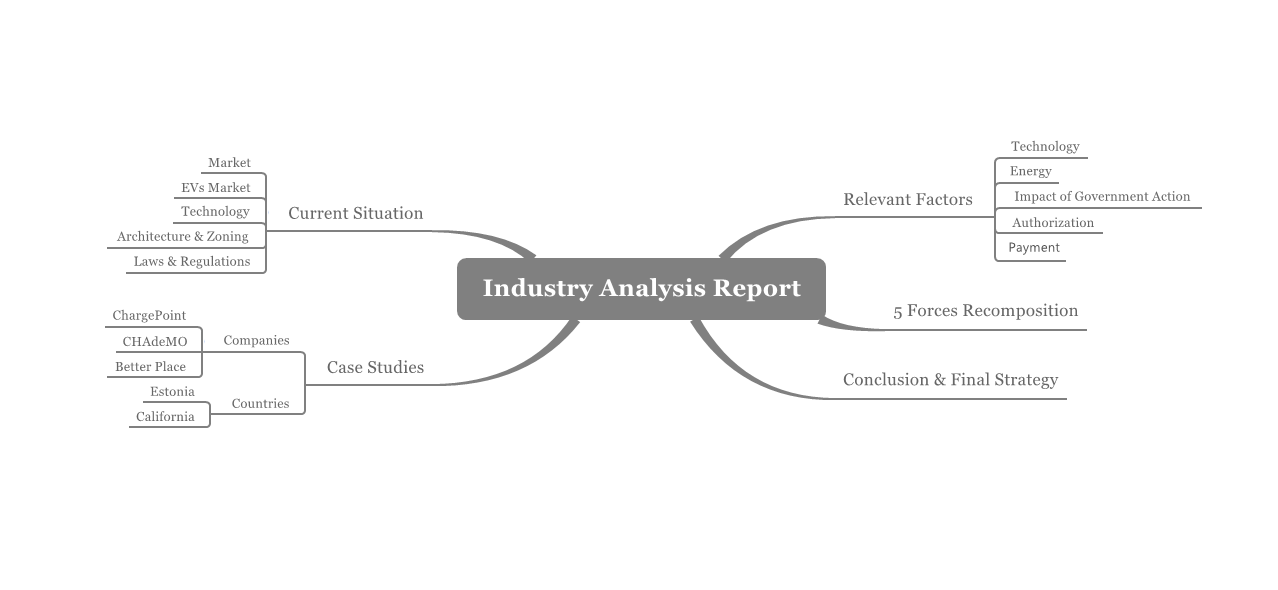 Industry Analysis Report
Current Situation
Market
EVs Market
Technology
Architecture & Zoning
Laws & Regulations
Case Studies
Companies
ChargePoint
CHAdeMO
Better Place
Countries
Estonia
California
Relevant Factors
Technology
Energy
Impact of Government Action
Authorization
Payment
5 Forces Recomposition
Conclusion & Final Strategy